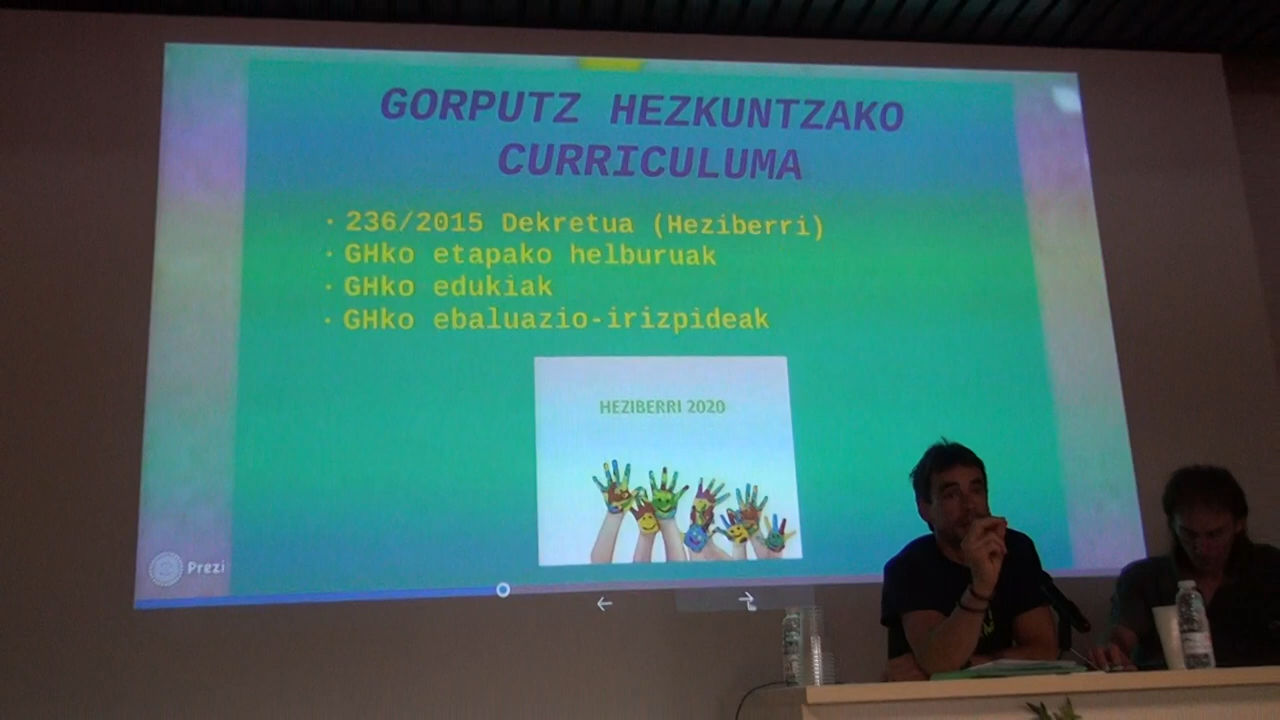 GORPUTZ HEZKUNTZAKO
CURRICULUMA
· 236/2015 Dekretua (Heziberri)
· GHko etapako helburuak
· GHko edukiak
· GHko ebaluazio-irizpideak
HEZIBERRI 2020
Prezi